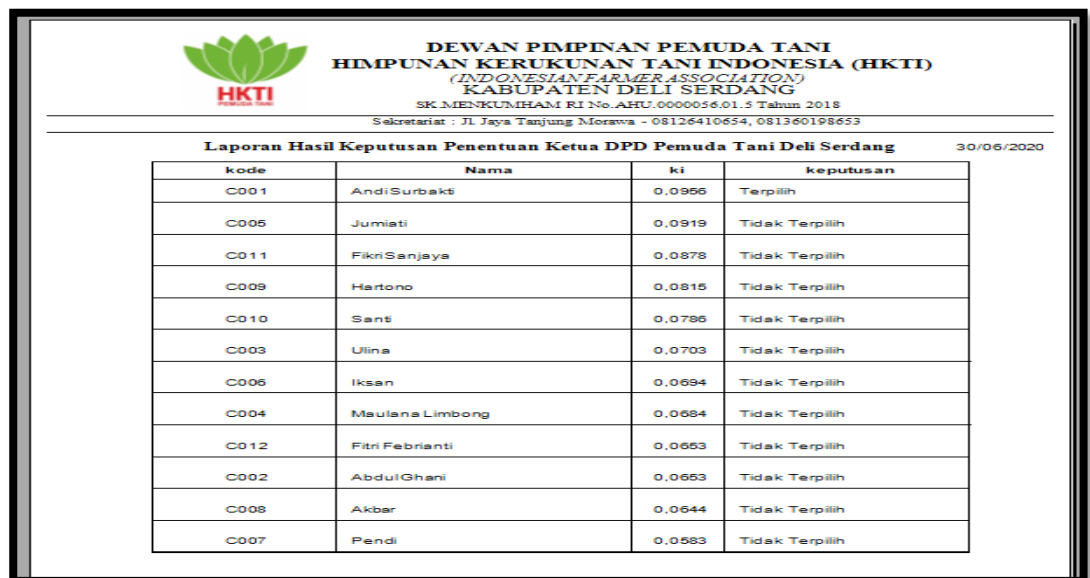 DEWAN PIMPINAN PEMUDA TANI
HIMPUNAN KERUKUNAN TANI INDONESIA (HKTI)
(INDONESIAN FARMER ASSOCIATION)
KABUPATEN DELI SERDANG
SK.MENKUMHAM RI No.AHU.0000056.01.5 Tahun 2018
HKTI
PEMUDA TANI
Sekretariat : Jl. Jaya Tanjung Morawa - 08126410654, 081360198653
Laporan Hasil Keputusan Penentuan Ketua DPD Pemuda Tani Deli Serdang 30/06/2020
kode Nama ki keputusan
C001 Andi Surbakti 0,0956 Terpilih
C005 Jumiati 0,0919 Tidak Terpilih
C011 Fikri Sanjaya 0,0878 Tidak Terpilih
C009 Hartono 0,0815 Tidak Terpilih
C010 Santi 0,0786 Tidak Terpilih
C003 Ulina 0,0703 Tidak Terpilih
C006 Iksan 0,0694 Tidak Terpilih
C004 Maulana Limbong 0,0684 Tidak Terpilih
C012 Fitri Febrianti 0,0653 Tidak Terpilih
C002 Abdul Ghani 0,0653 Tidak Terpilih
C008 Akbar 0,0644 Tidak Terpilih
C007 Pendi 0,0583 Tidak Terpilih